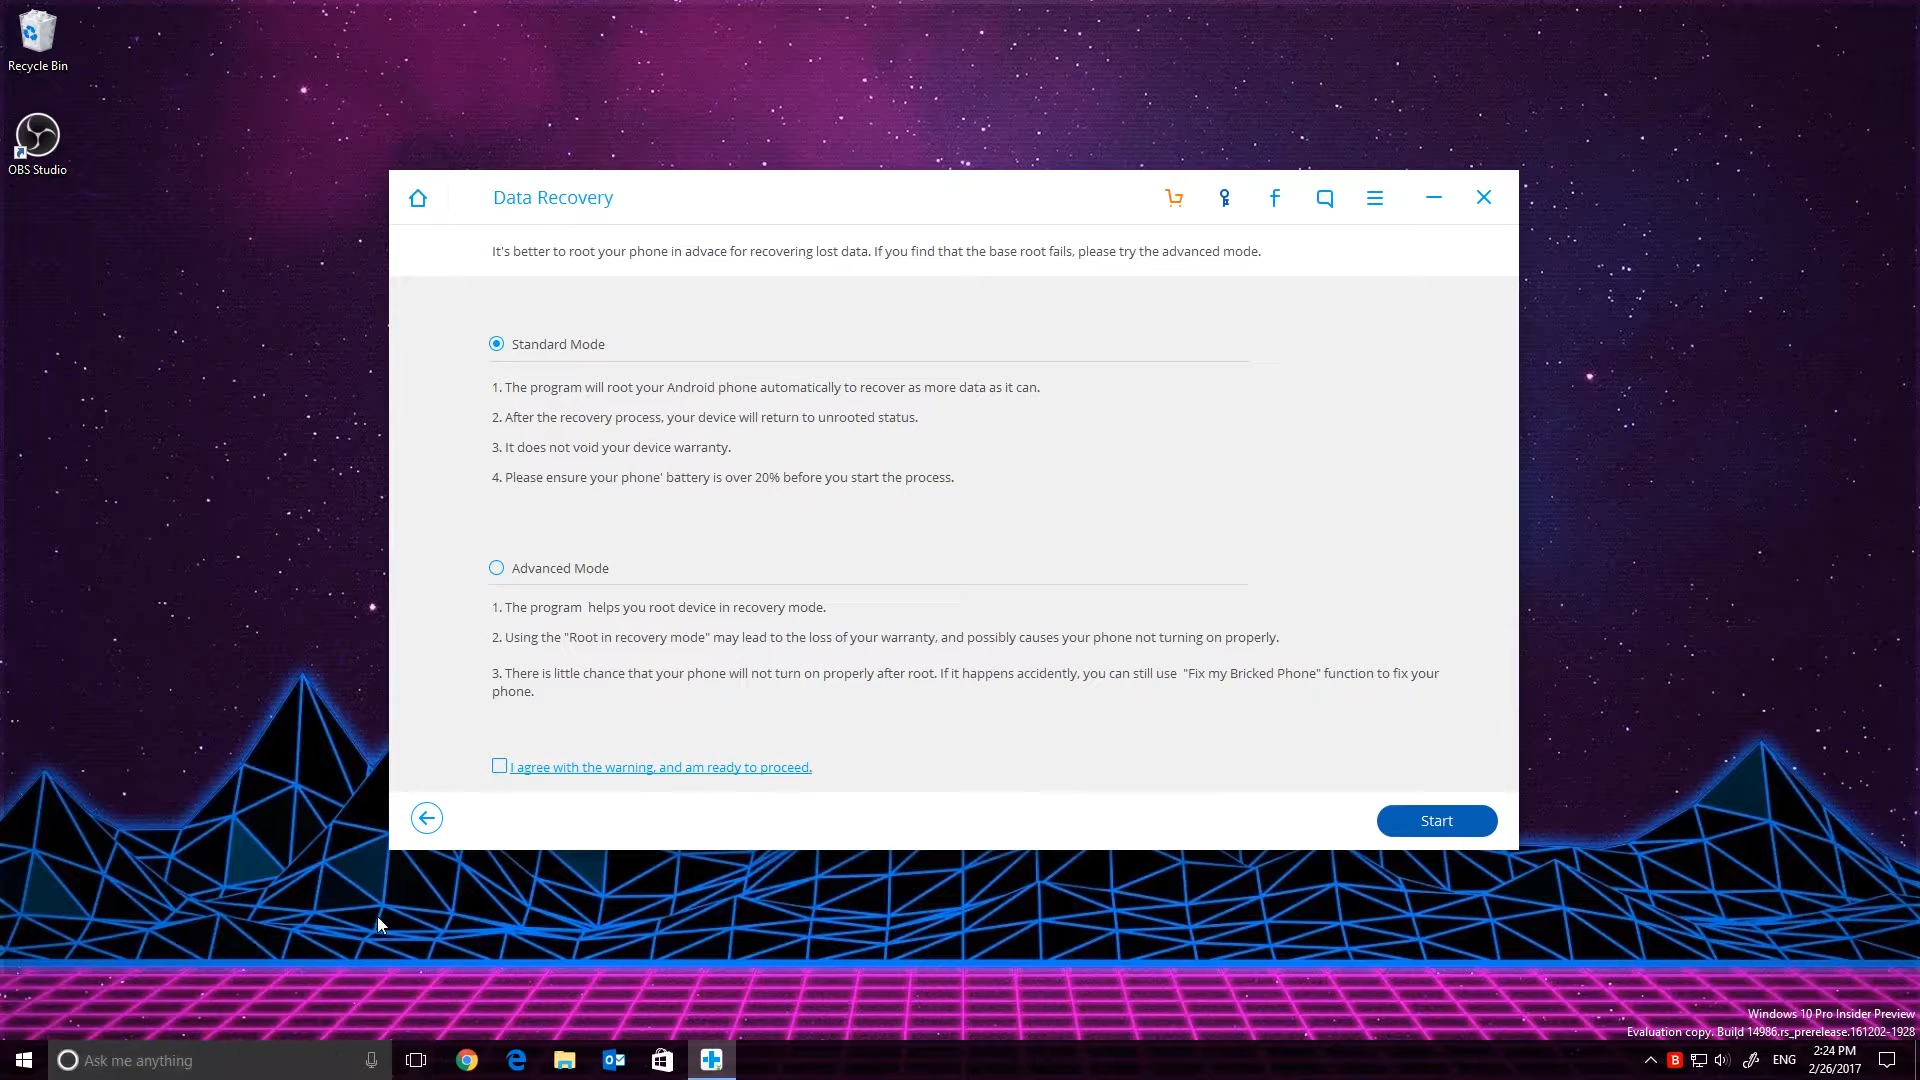 Recycle Bin
OBS Studio
Data Recovery
It's better to root your phone in advace for recovering lost data. If you find that the base root fails, please try the advanced mode.
Standard Mode
1. The program will root your Android phone automatically to recover as more data as it can.
2. After the recovery process, your device will return to unrooted status.
3. It does not void your device warranty.
4. Please ensure your phone' battery is over 20% before you start the process.
Advanced Mode
1. The program  helps you root device in recovery mode.
2. Using the "Root in recovery mode" may lead to the loss of your warranty, and possibly causes your phone not turning on properly.
3. There is little chance that your phone will not turn on properly after root. If it happens accidently, you can still use  "Fix my Bricked Phone" function to fix your
phone.
I agree with the warning, and am ready to proceed.
Start
Windows 10 Pro Insider Preview
Evaluation copy. Build 14986.rs_prerelease.161202-1928
Ask me anything
ENG
2:24 PM
2/26/2017